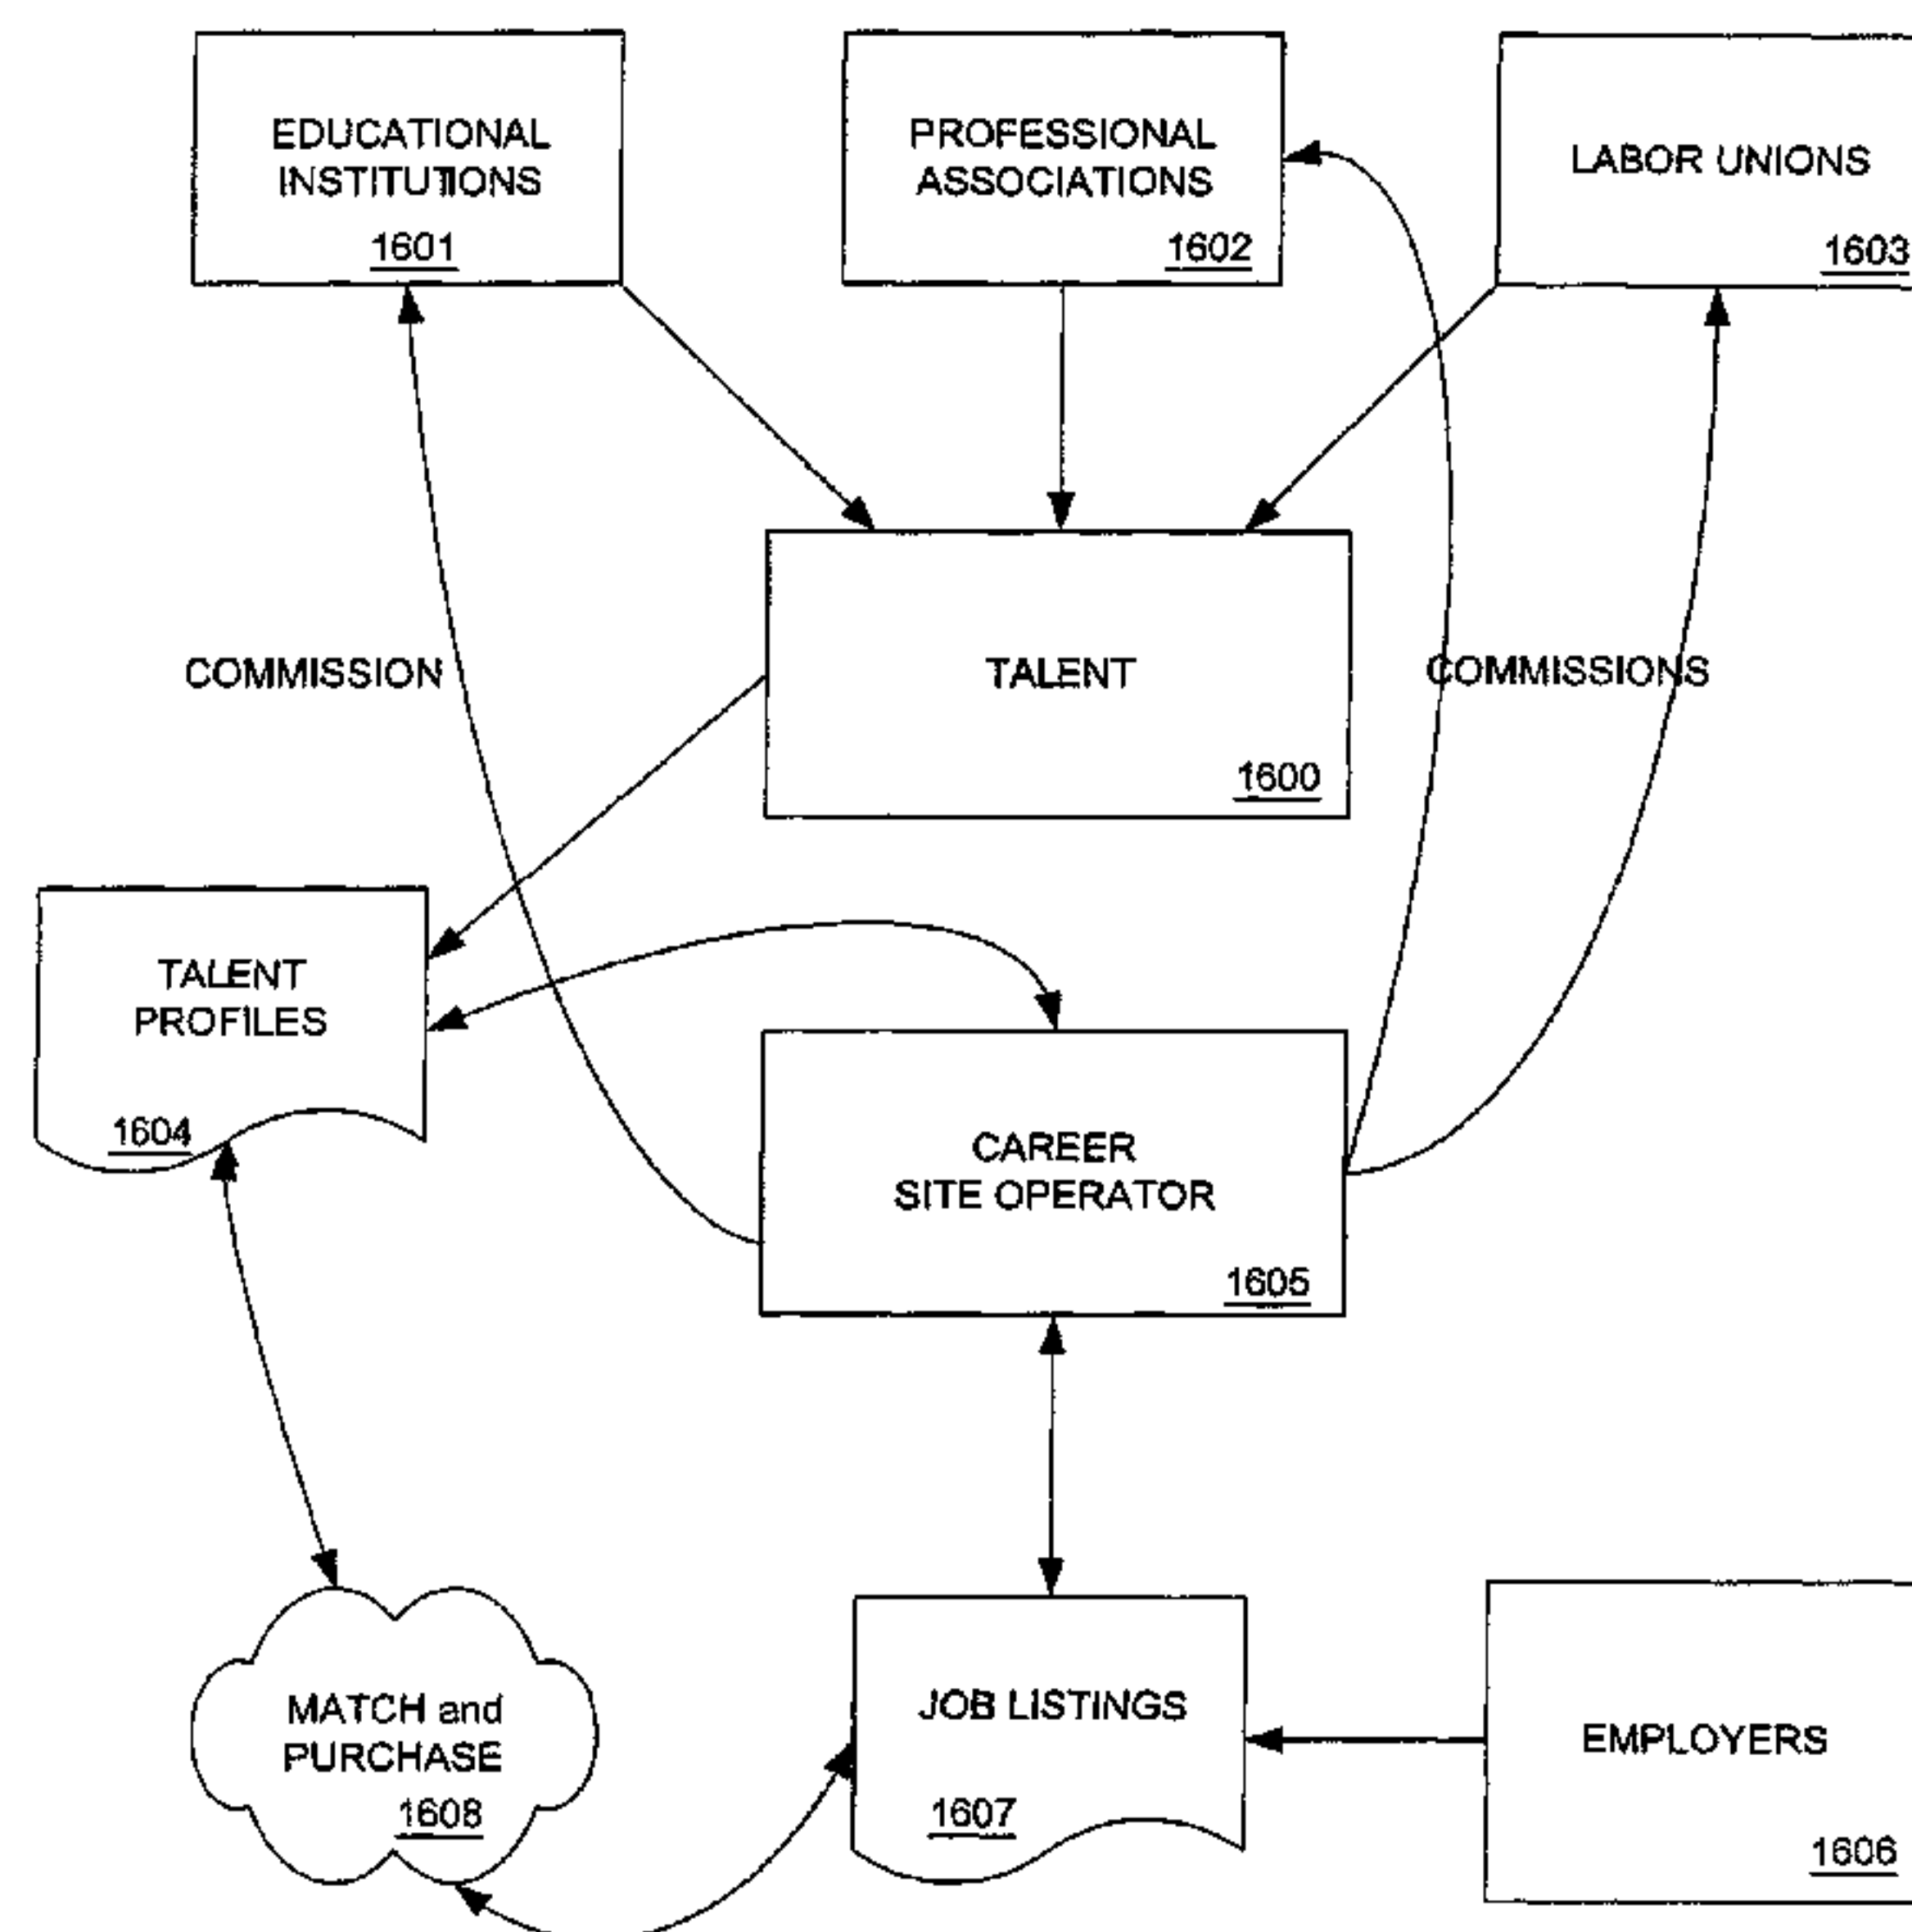 EDUCATIONAL
INSTITUTIONS
1601
PROFESSIONAL
ASSOCIATIONS
1602
LABOR UNIONS
1603
COMMISSION
TALENT
1600
COMMISSIONS
TALENT
PROFILES
1604
CAREER
SITE OPERATOR
1605
MATCH and
PURCHASE
1608
JOB LISTINGS
1607
EMPLOYERS
1606